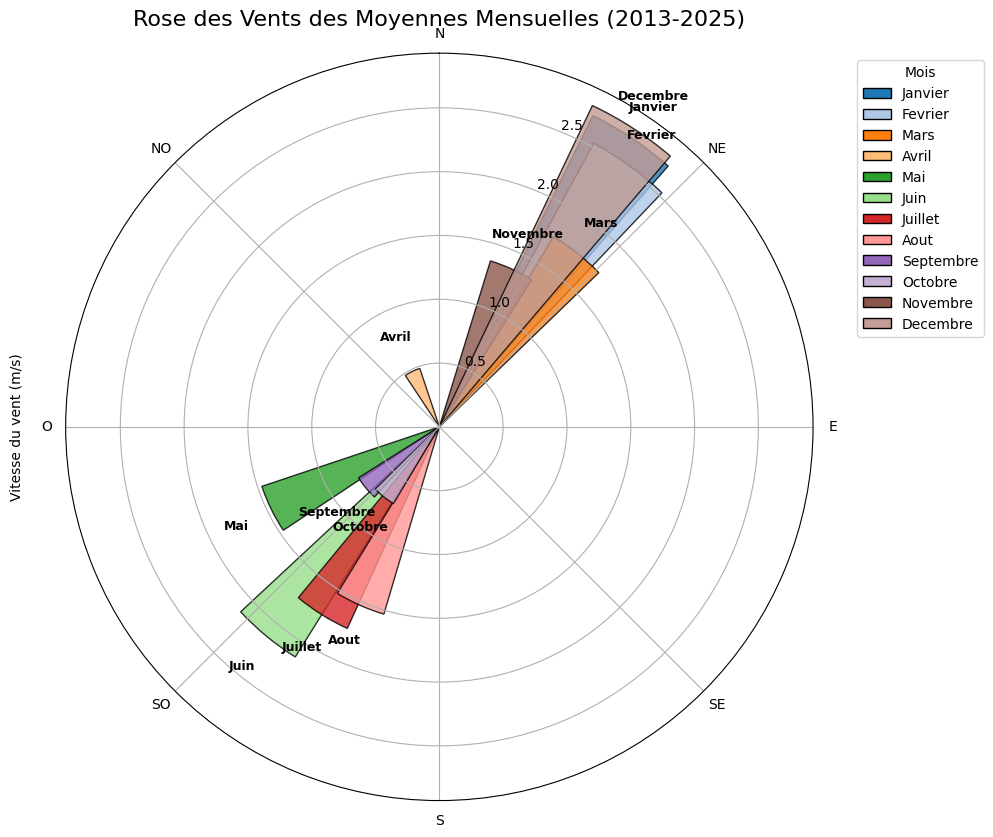 Rose des Vents des Moyennes Mensuelles (2013-2025)
N
NO
NE
O
E
SO
SE
S
Vitesse du vent (m/s)
2.5
2.0
1.5
1.0
0.5
Decembre
Janvier
Fevrier
Mars
Novembre
Avril
Mai
Septembre
Octobre
Juin
Juillet
Aout
Mois
Janvier
Fevrier
Mars
Avril
Mai
Juin
Juillet
Aout
Septembre
Octobre
Novembre
Decembre